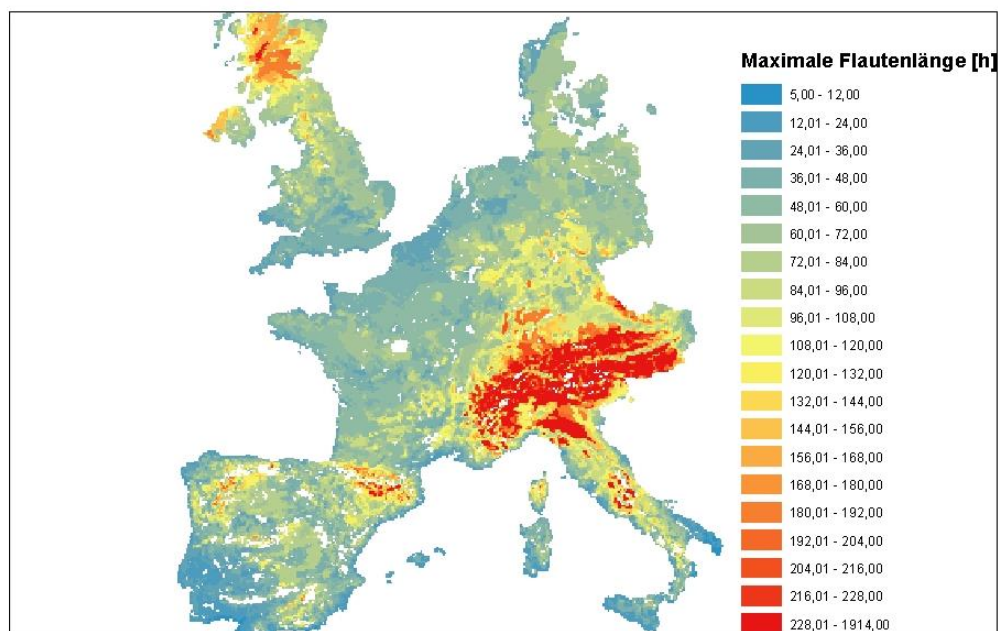 Maximale Flautenlänge [h]
5,00 - 12,00
12,01 - 24,00
24,01 - 36,00
36,01 - 48,00
48,01 - 60,00
60,01 - 72,00
72,01 - 84,00
84,01 - 96,00
96,01 - 108,00
108,01 - 120,00
120,01 - 132,00
132,01 - 144,00
144,01 - 156,00
156,01 - 168,00
168,01 - 180,00
180,01 - 192,00
192,01 - 204,00
204,01 - 216,00
216,01 - 228,00
228,01 - 1914,00